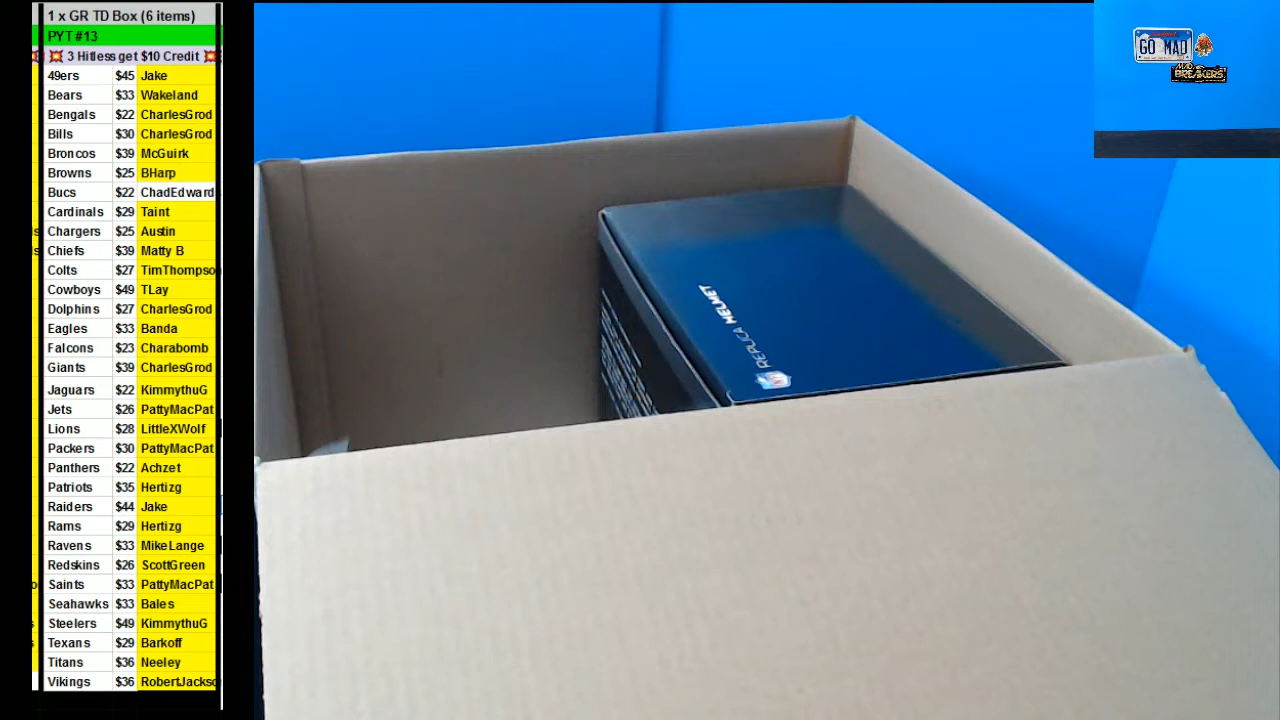 1 x GR TD Box (6 items)
PYT #13
💥 3 Hitless get $10 Credit 💥
49ers $45 Jake
Bears $33 Wakeland
Bengals $22 CharlesGrod
Bills $30 CharlesGrod
Broncos $39 McGuirk
Browns $25 BHarp
Bucs $22 ChadEdward
Cardinals $29 Taint
Chargers $25 Austin
Chiefs $39 Matty B
Colts $27 TimThompso
Cowboys $49 TLay
Dolphins $27 CharlesGrod
Eagles $33 Banda
Falcons $23 Charabomb
Giants $39 CharlesGrod
Jaguars $22 KimmythuG
Jets $26 PattyMacPat
Lions $28 LittleXWolf
Packers $30 PattyMacPat
Panthers $22 Achzet
Patriots $35 Hertizg
Raiders $44 Jake
Rams $29 Hertizg
Ravens $33 MikeLange
Redskins $26 ScottGreen
Saints $33 PattyMacPat
Seahawks $33 Bales
Steelers $49 KimmythuG
Texans $29 Barkoff
Titans $36 Neeley
Vikings $36 RobertJackso
REPLICA HELMET
NFL
GO MAD
MAD
BREAKERS